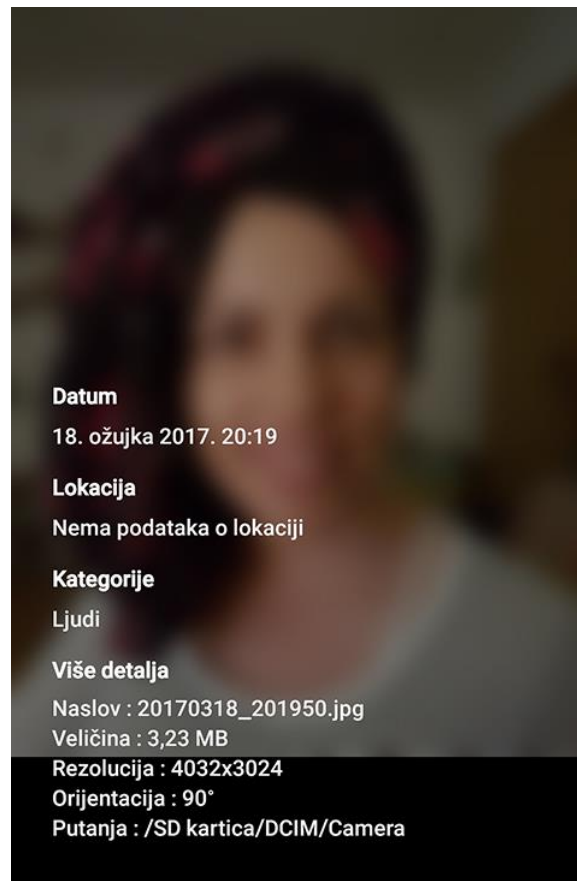 Datum
18. ožujka 2017. 20:19
Lokacija
Nema podataka o lokaciji
Kategorije
Ljudi
Više detalja
Naslov : 20170318_201950.jpg
Veličina : 3,23 MB
Rezolucija : 4032x3024
Orijentacija : 90°
Putanja : /SD kartica/DCIM/Camera